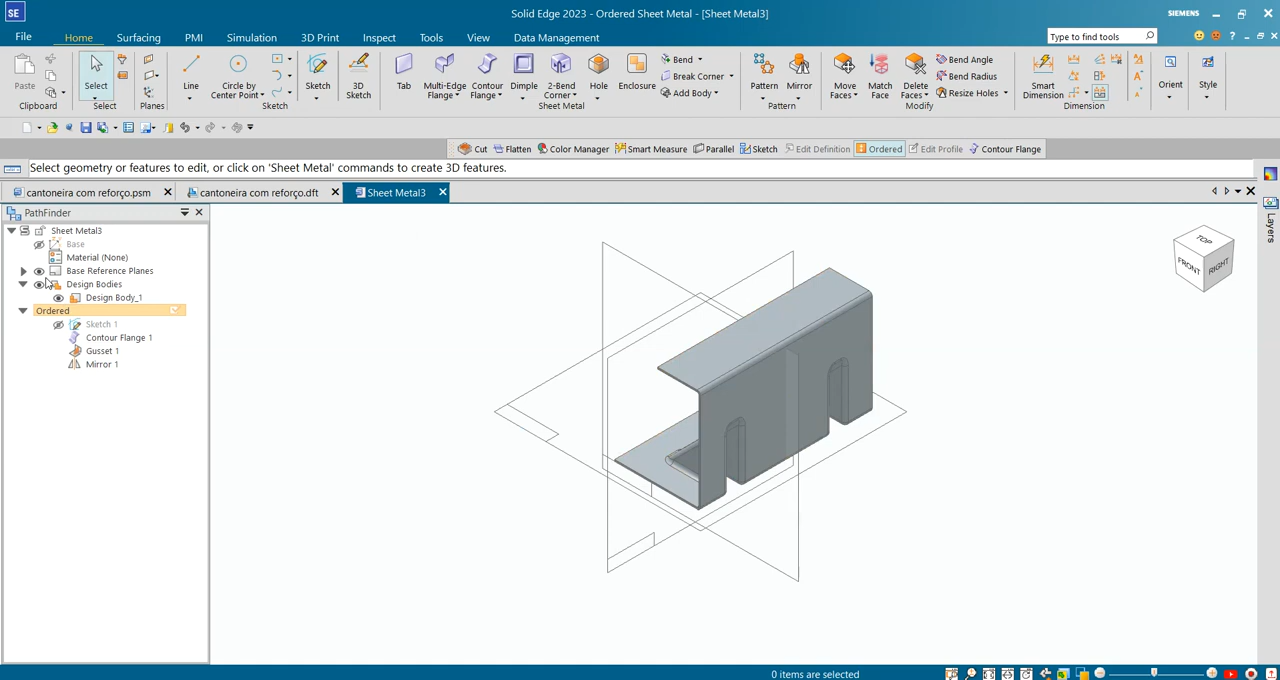 SE
Solid Edge 2023 - Ordered Sheet Metal - [Sheet Metal3]
SIEMENS
File
Home
Surfacing
PMI
Simulation
3D Print
Inspect
Tools
View
Data Management
Type to find tools
Paste
Clipboard
Select
Select
Planes
Line
Circle by
Center Point
Sketch
Sketch
3D
Sketch
Tab
Multi-Edge
Flange
Contour
Flange
Dimple
2-Bend
Corner
Hole
Enclosure
Bend
Break Corner
Add Body
Sheet Metal
Pattern
Mirror
Pattern
Move
Faces
Match
Face
Delete
Faces
Bend Angle
Bend Radius
Resize Holes
Modify
Smart
Dimension
Dimension
Orient
Style
Cut
Flatten
Color Manager
Smart Measure
Parallel
Sketch
Edit Definition
Ordered
Edit Profile
Contour Flange
Select geometry or features to edit, or click on 'Sheet Metal' commands to create 3D features.
cantoneira com reforço.psm
cantoneira com reforço.dft
Sheet Metal3
PathFinder
Sheet Metal3
Base
Material (None)
Base Reference Planes
Design Bodies
Design Body_1
Ordered
Sketch 1
Contour Flange 1
Gusset 1
Mirror 1
TOP
FRONT
RIGHT
Layers
0 items are selected